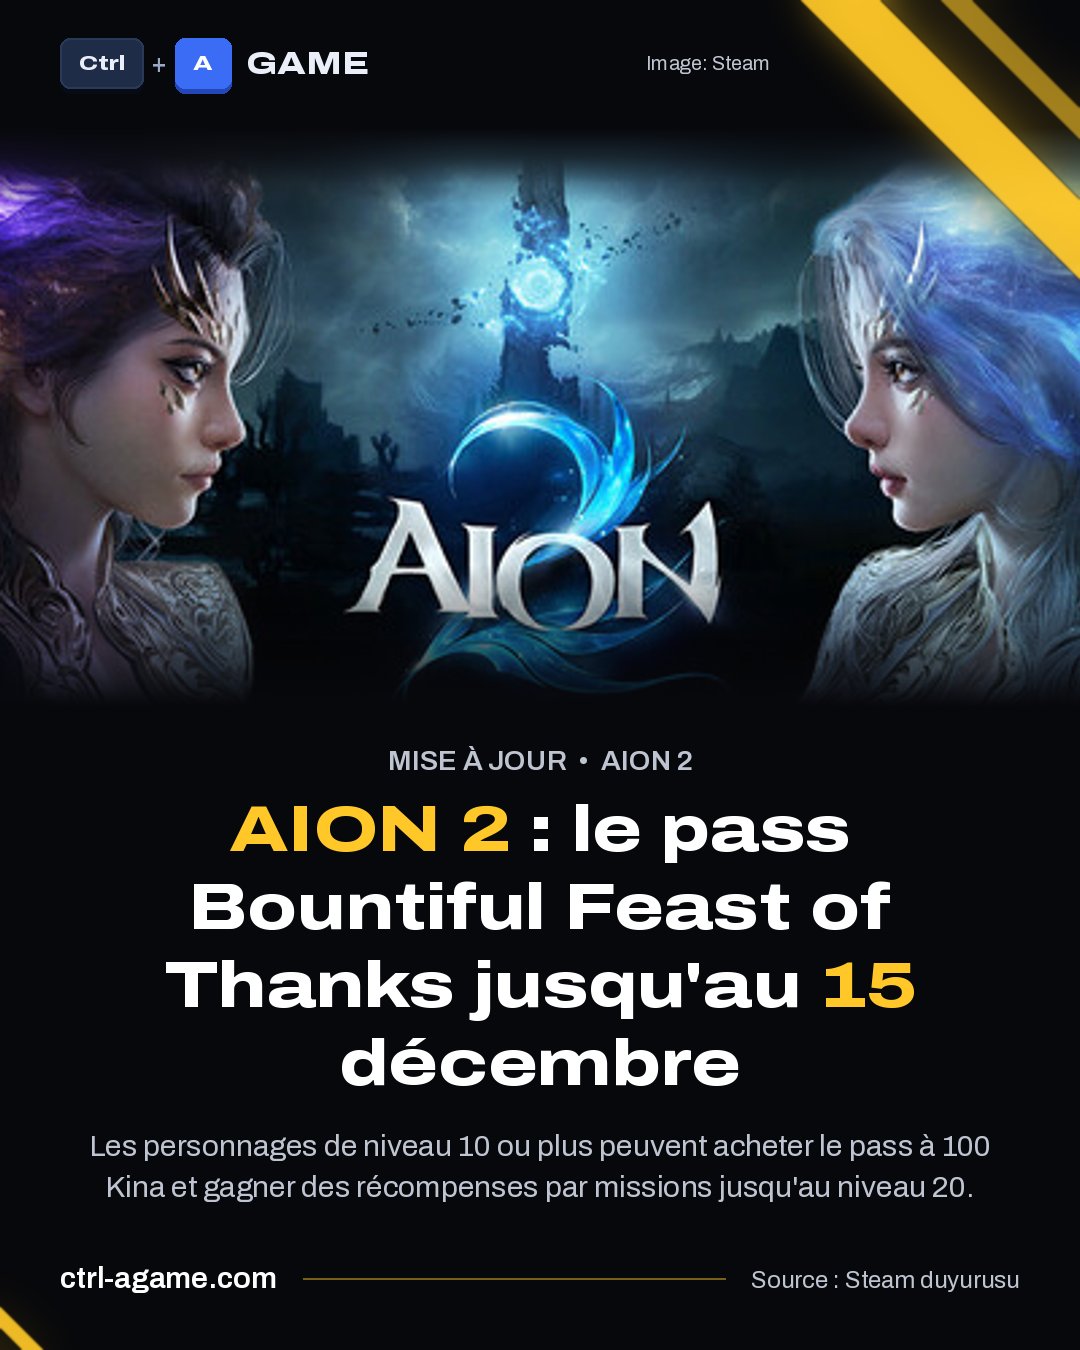 Ctrl + A GAME
Image: Steam
AION 2
MISE À JOUR • AION 2
AION 2 : le pass
Bountiful Feast of
Thanks jusqu'au 15
décembre
Les personnages de niveau 10 ou plus peuvent acheter le pass à 100
Kina et gagner des récompenses par missions jusqu'au niveau 20.
ctrl-agame.com
Source : Steam duyurusu